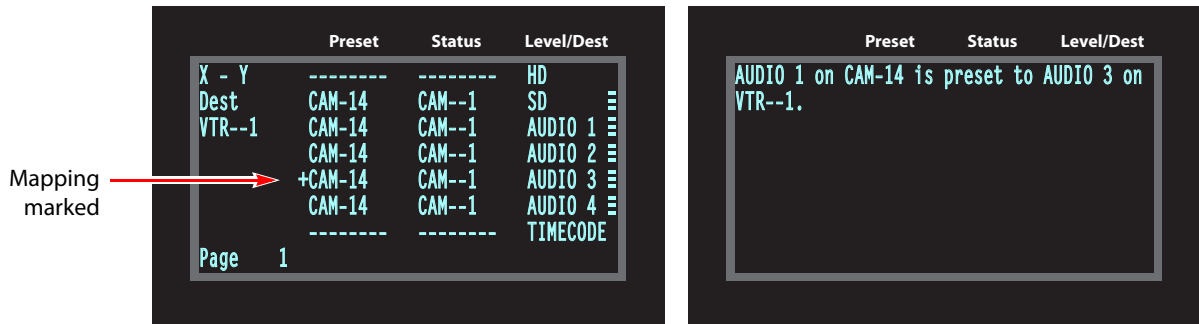 Preset Status Level/Dest
X - Y -------- -------- HD
Dest CAM-14 CAM--1 SD
VTR--1 CAM-14 CAM--1 AUDIO 1
CAM-14 CAM--1 AUDIO 2
Mapping marked
+CAM-14 CAM--1 AUDIO 3
CAM-14 CAM--1 AUDIO 4
-------- -------- TIMECODE
Page 1
Preset Status Level/Dest
AUDIO 1 on CAM-14 is preset to AUDIO 3 on
VTR--1.